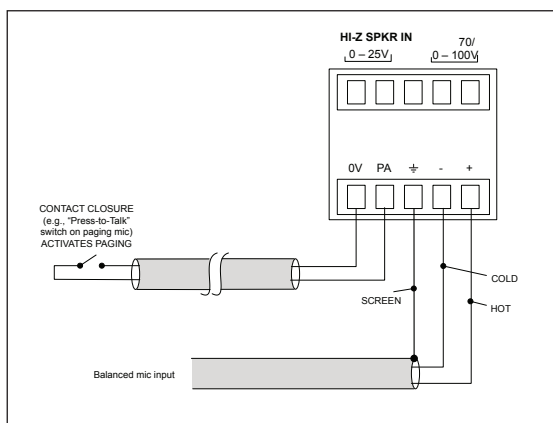 HI-Z SPKR IN
0 – 25V
70/
0 – 100V
0V PA ⏚ - +
CONTACT CLOSURE
(e.g., "Press-to-Talk"
switch on paging mic)
ACTIVATES PAGING
SCREEN
COLD
HOT
Balanced mic input